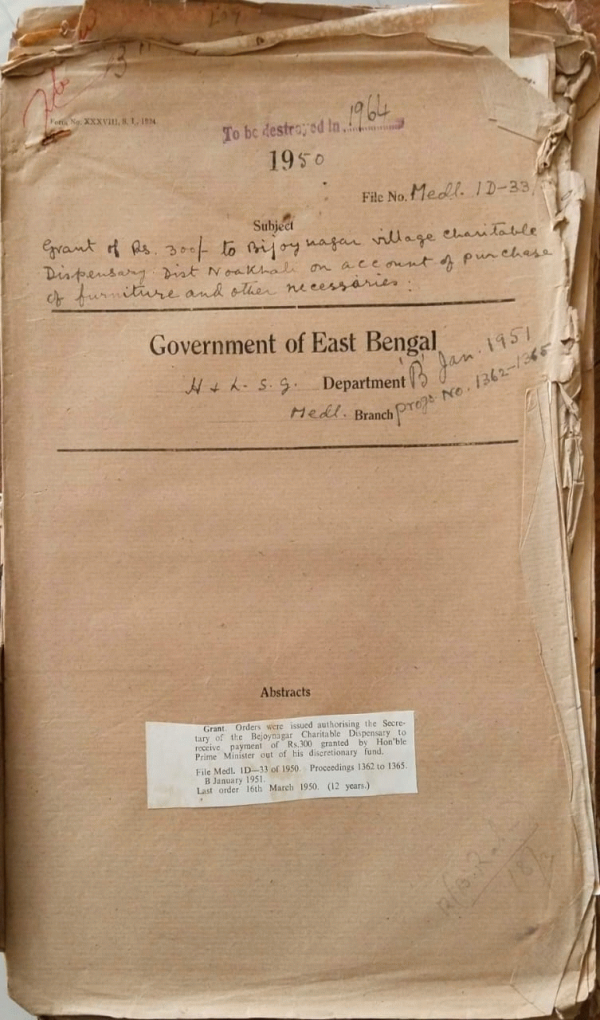 Form No. XXXVIII, S. I., 1824.
To be destroyed in 1964
1950
File No. Medl. 1D-33
Subject
Grant of Rs. 300/- to Bijoynagar village charitable
Dispensary Dist Noakhali on account of purchase
of furniture and other necessaries.
Government of East Bengal
H & L. S. G. Department
'B' Jan. 1951
Medl. Branch
progs. No. 1362-1365
Abstracts
Grant. Orders were issued authorising the Secre-
tary of the Bejoynagar Charitable Dispensary to
receive payment of Rs.300 granted by Hon'ble
Prime Minister out of his discretionary fund.
File Medl. 1D—33 of 1950. Proceedings 1362 to 1365.
B January 1951.
Last order 16th March 1950. (12 years.)